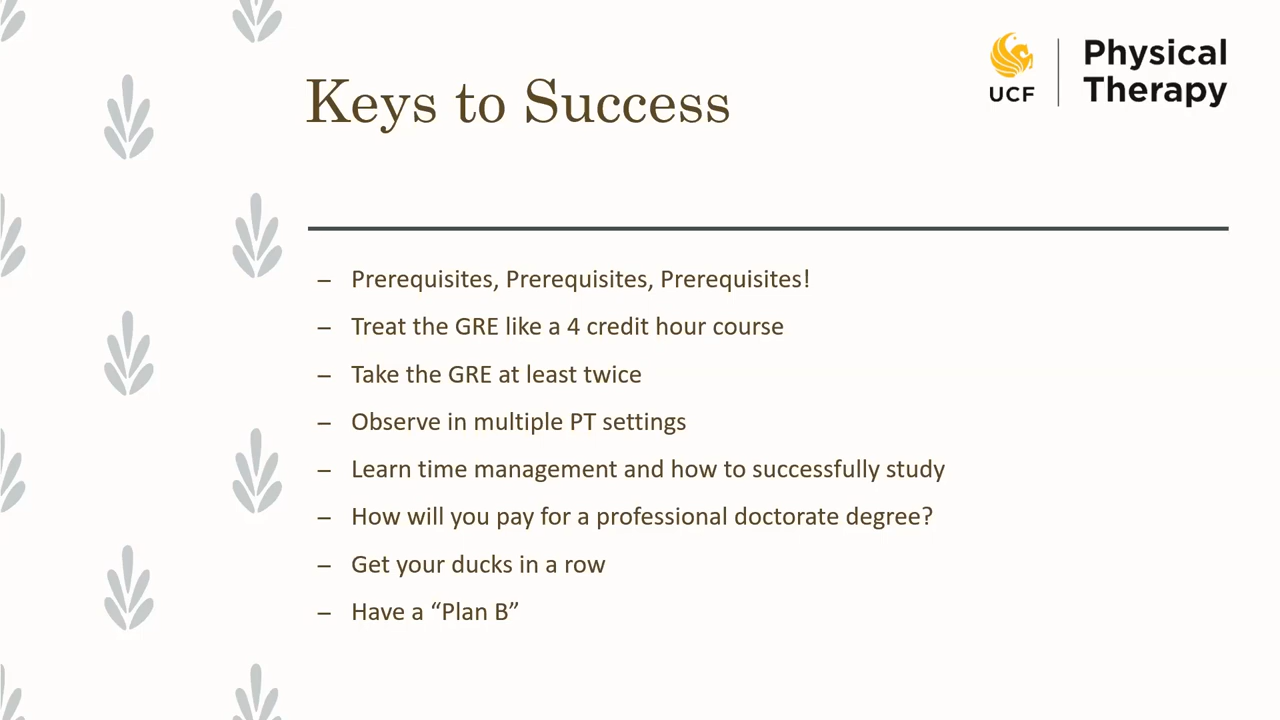 Keys to Success
UCF
Physical
Therapy
– Prerequisites, Prerequisites, Prerequisites!
– Treat the GRE like a 4 credit hour course
– Take the GRE at least twice
– Observe in multiple PT settings
– Learn time management and how to successfully study
– How will you pay for a professional doctorate degree?
– Get your ducks in a row
– Have a “Plan B”